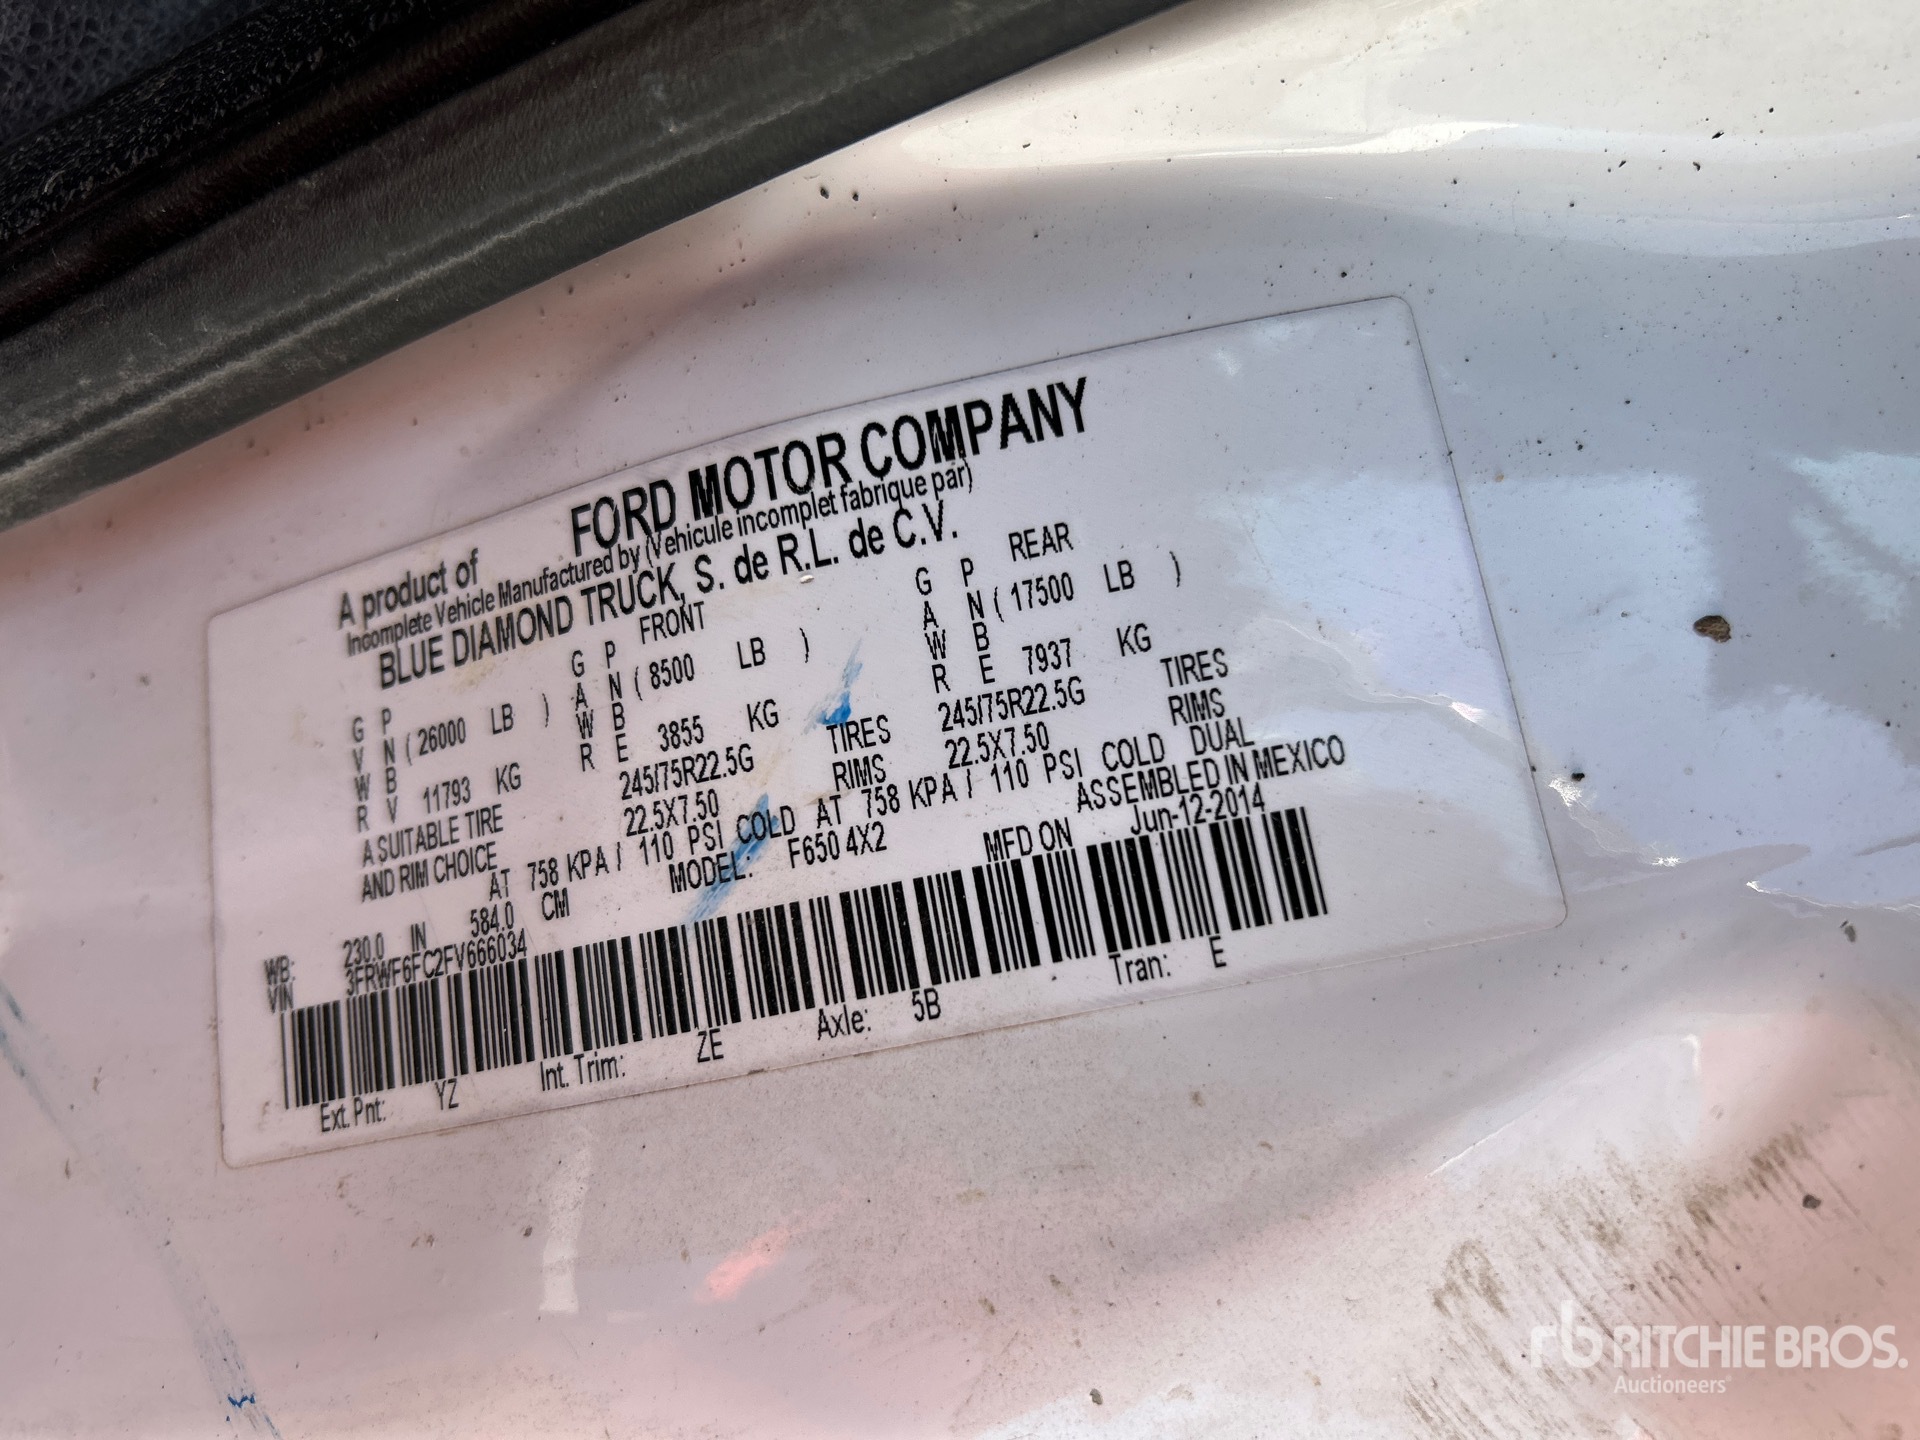 A product of FORD MOTOR COMPANY
Incomplete Vehicle Manufactured by (Vehicule incomplet fabrique par)
BLUE DIAMOND TRUCK, S. de R.L. de C.V.
FRONT REAR
G P G P G P
V N ( 26000 LB ) A N ( 8500 LB ) A N ( 17500 LB )
W B W B W B
R V 11793 KG R E 3855 KG R E 7937 KG
A SUITABLE TIRE 245/75R22.5G TIRES 245/75R22.5G TIRES
AND RIM CHOICE 22.5X7.50 RIMS 22.5X7.50 RIMS
AT 758 KPA / 110 PSI COLD AT 758 KPA / 110 PSI COLD DUAL
MODEL: F650 4X2 ASSEMBLED IN MEXICO
WB: 230.0 IN 584.0 CM MFD ON Jun-12-2014
VIN 3FRWF6FC2FV666034
Ext. Pnt: YZ Int. Trim: ZE Axle: 5B Tran: E
rb RITCHIE BROS.
Auctioneers